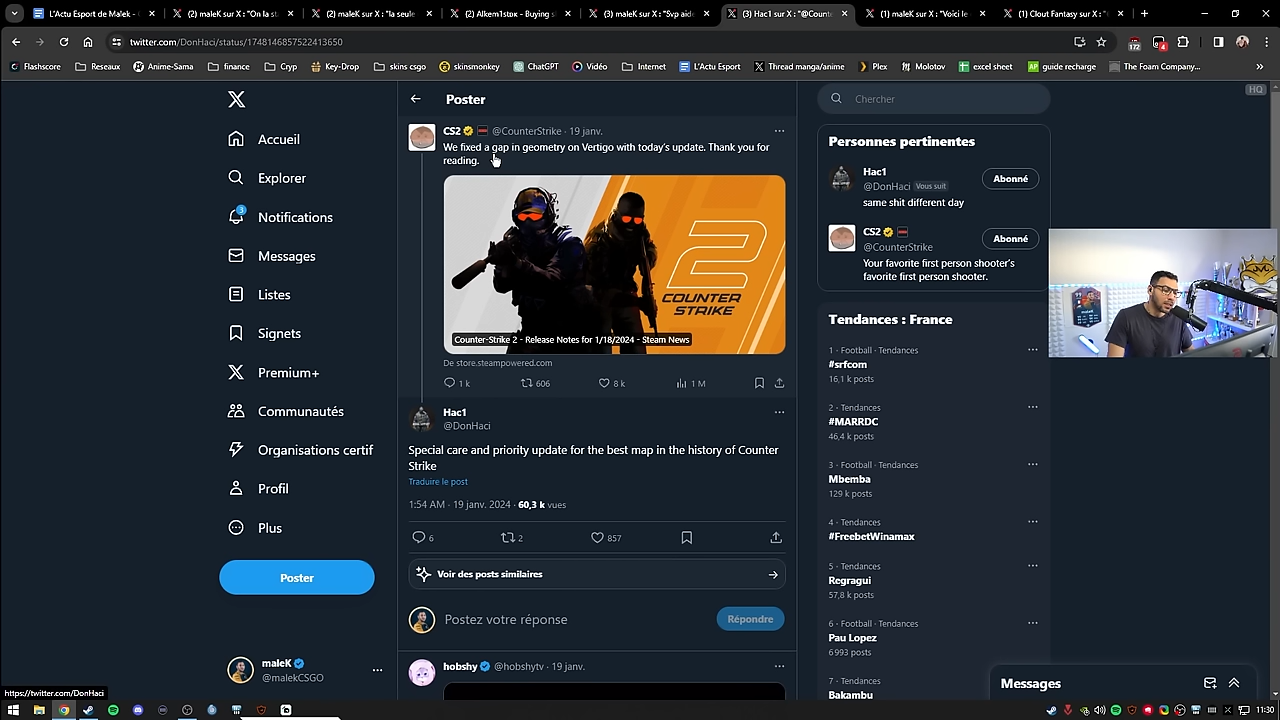 L'Actu Esport de Malek -
(2) maleK sur X : "On la st
(2) maleK sur X : "la seule
(2) Alkem1stox - Buying s
(3) maleK sur X : "Svp aide
(3) Hac1 sur X : "@Counte
(1) maleK sur X : "Voici le
(1) Clout Fantasy sur X :
twitter.com/DonHaci/status/1748146857522413650
172
4
Flashscore
Reseaux
Anime-Sama
finance
Cryp
Key-Drop
skins csgo
skinsmonkey
ChatGPT
Vidéo
Internet
L'Actu Esport
Thread manga/anime
Plex
Molotov
excel sheet
guide recharge
The Foam Company...
HQ
Accueil
Explorer
3
Notifications
Messages
Listes
Signets
Premium+
Communautés
Organisations certif
Profil
Plus
Poster
maleK
@malekCSGO
https://twitter.com/DonHaci
Poster
CS2 @CounterStrike · 19 janv.
We fixed a gap in geometry on Vertigo with today's update. Thank you for
reading.
2
COUNTER
STRIKE
Counter-Strike 2 - Release Notes for 1/18/2024 - Steam News
De store.steampowered.com
1 k
606
8 k
1 M
Hac1
@DonHaci
Special care and priority update for the best map in the history of Counter
Strike
Traduire le post
1:54 AM · 19 janv. 2024 · 60,3 k vues
6
2
857
Voir des posts similaires
Postez votre réponse
Répondre
hobshy @hobshytv · 19 janv.
Chercher
Personnes pertinentes
Hac1
@DonHaci Vous suit
Abonné
same shit different day
CS2
@CounterStrike
Abonné
Your favorite first person shooter's
favorite first person shooter.
Tendances : France
1 · Football · Tendances
#srfcom
16,1 k posts
2 · Tendances
#MARRDC
46,4 k posts
3 · Football · Tendances
Mbemba
129 k posts
4 · Tendances
#FreebetWinamax
5 · Tendances
Regragui
57,8 k posts
6 · Football · Tendances
Pau Lopez
6 993 posts
7 · Tendances
Bakambu
Messages
11:30